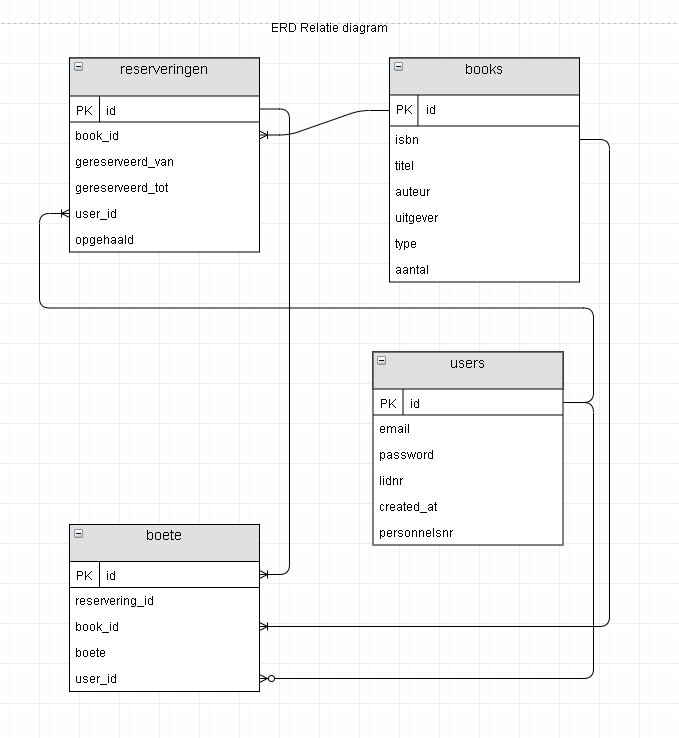 ERD Relatie diagram
reserveringen
PK id
book_id
gereserveerd_van
gereserveerd_tot
user_id
opgehaald
books
PK id
isbn
titel
auteur
uitgever
type
aantal
users
PK id
email
password
lidnr
created_at
personnelsnr
boete
PK id
reservering_id
book_id
boete
user_id